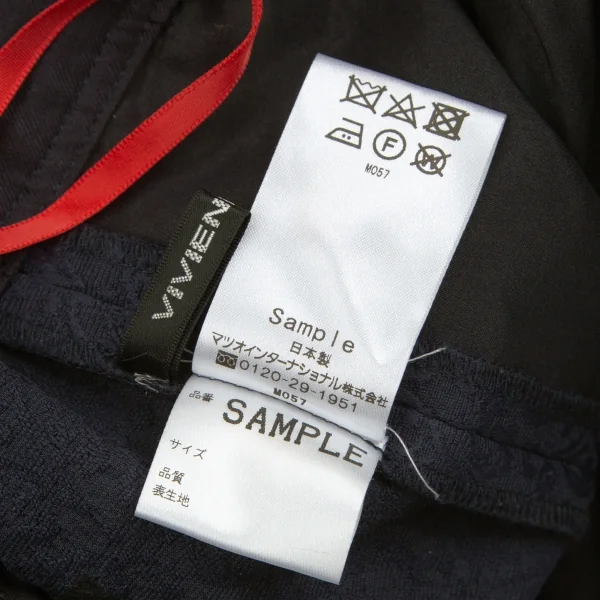 F
W
M057
Sample
日本製
マツオインターナショナル株式会社
0120-29-1951
M057
VIVIEN
品番 SAMPLE
サイズ
品質
表生地